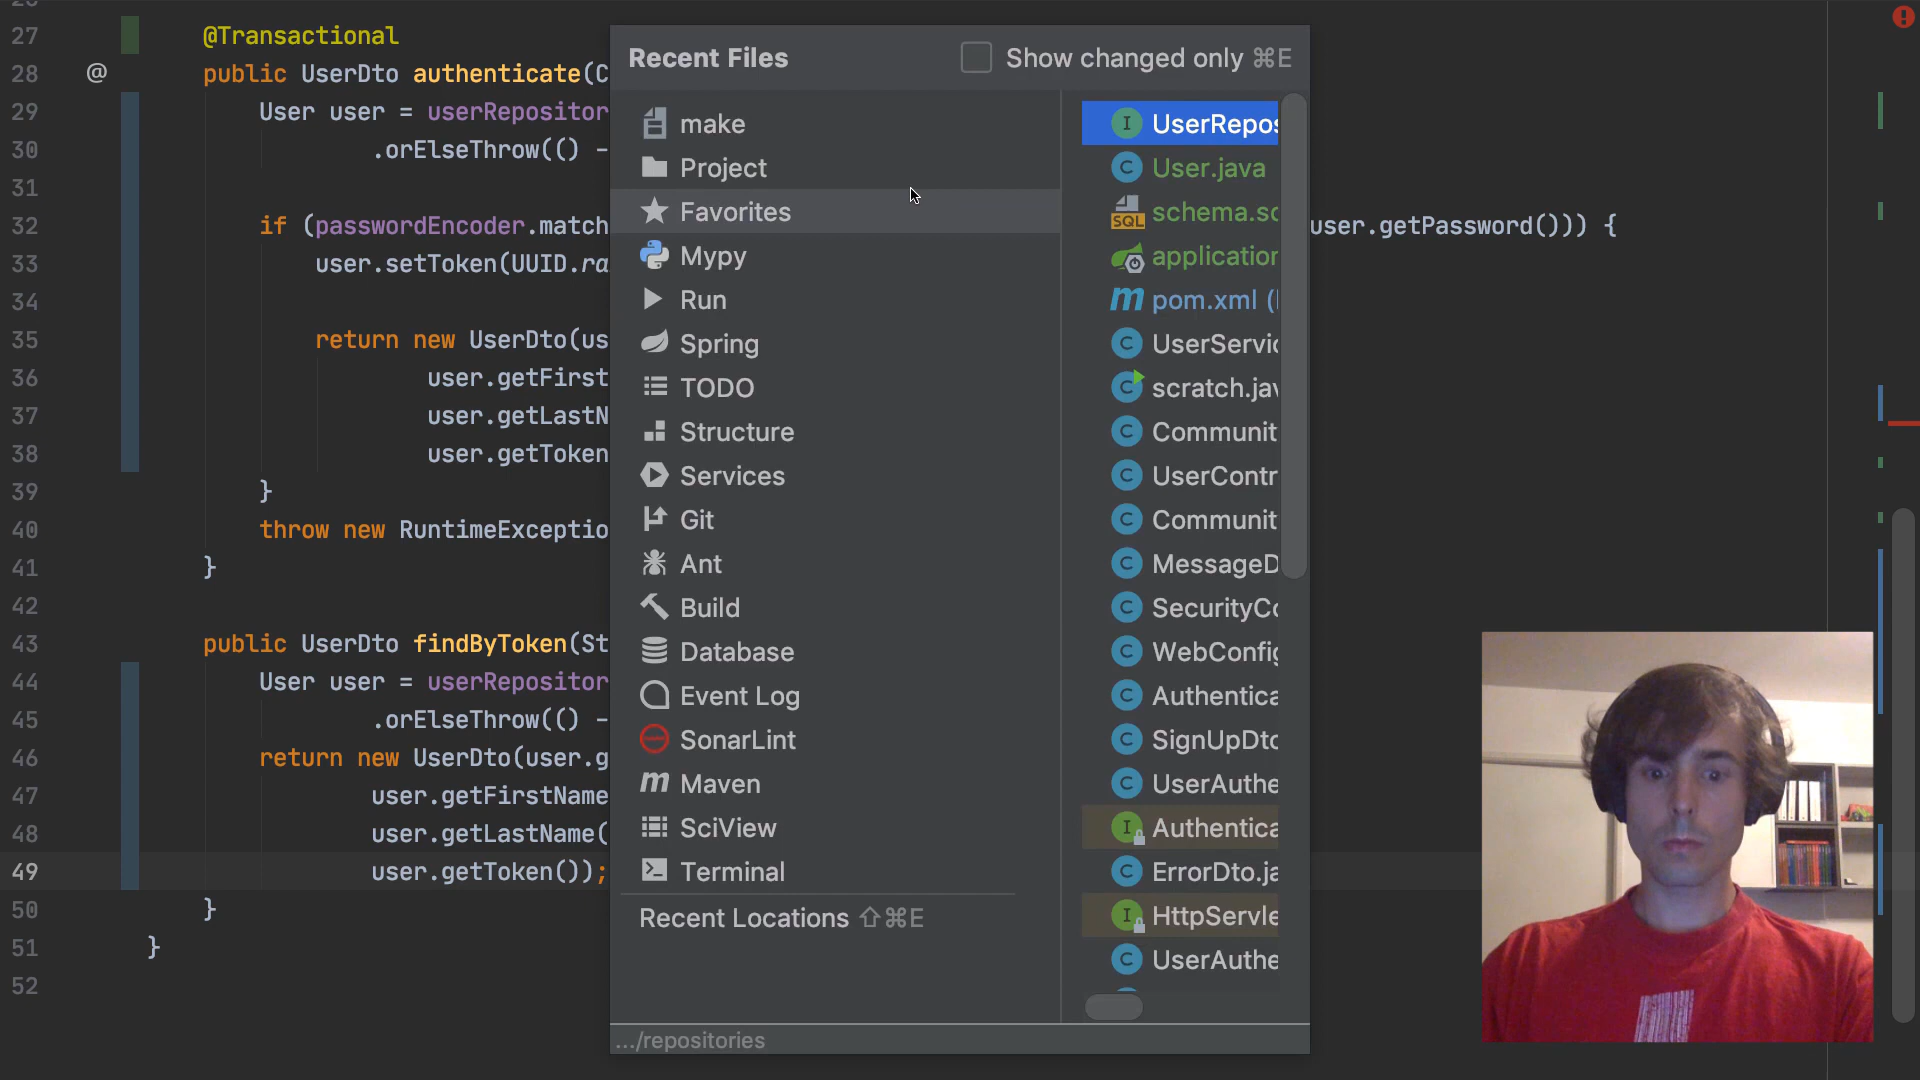 26
27 @Transactional
28 @ public UserDto authenticate(C
29 User user = userRepositor
30 .orElseThrow(() -
31
32 if (passwordEncoder.match user.getPassword())) {
33 user.setToken(UUID.ra
34
35 return new UserDto(us
36 user.getFirst
37 user.getLastN
38 user.getToken
39 }
40 throw new RuntimeExceptio
41 }
42
43 public UserDto findByToken(St
44 User user = userRepositor
45 .orElseThrow(() -
46 return new UserDto(user.g
47 user.getFirstName
48 user.getLastName(
49 user.getToken());
50 }
51 }
52
Recent Files
Show changed only ⌘E
make
Project
Favorites
Mypy
Run
Spring
TODO
Structure
Services
Git
Ant
Build
Database
Event Log
SonarLint
Maven
SciView
Terminal
Recent Locations ⇧⌘E
I UserRepos
C User.java
SQL schema.sq
application
m pom.xml (
C UserServic
C scratch.jav
C Communit
C UserContr
C Communit
C MessageD
C SecurityCo
C WebConfig
C Authentica
C SignUpDto
C UserAuthe
I Authentica
C ErrorDto.ja
I HttpServle
C UserAuthe
.../repositories